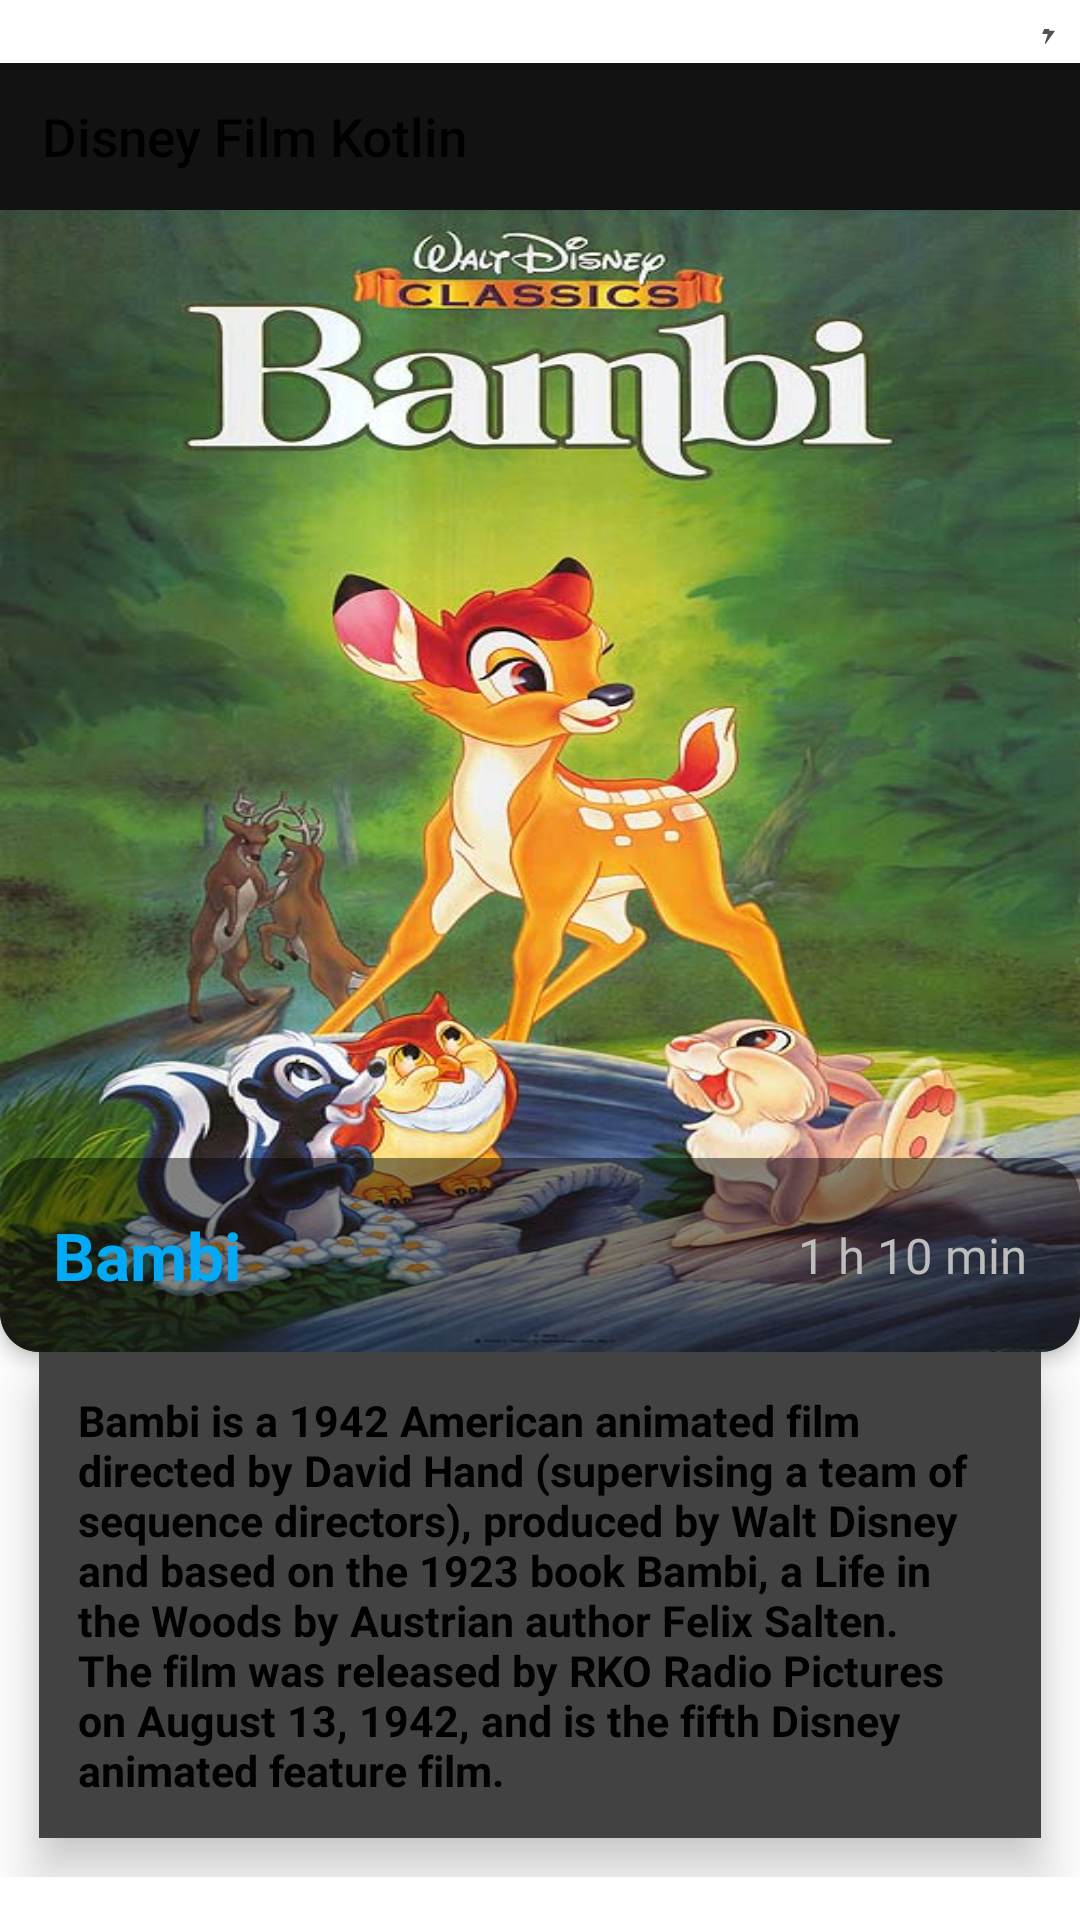 Disney Film Kotlin
WALT DISNEY
CLASSICS
Bambi
Bambi
1 h 10 min
Bambi is a 1942 American animated film
directed by David Hand (supervising a team of
sequence directors), produced by Walt Disney
and based on the 1923 book Bambi, a Life in
the Woods by Austrian author Felix Salten.
The film was released by RKO Radio Pictures
on August 13, 1942, and is the fifth Disney
animated feature film.